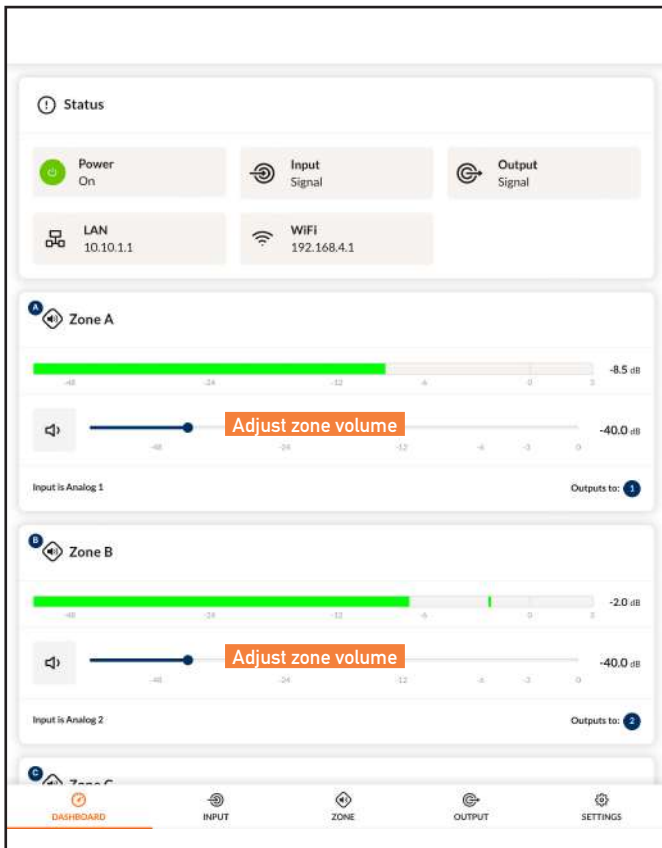 Status
Power
On
Input
Signal
Output
Signal
LAN
10.10.1.1
WiFi
192.168.4.1
A
Zone A
-8.5 dB
-48 -24 -12 -6 0 3
Adjust zone volume
-40.0 dB
-48 -24 -12 -6 -3 0
Input is Analog 1
Outputs to: 1
B
Zone B
-2.0 dB
-48 -24 -12 -6 0 3
Adjust zone volume
-40.0 dB
-48 -24 -12 -6 -3 0
Input is Analog 2
Outputs to: 2
C
Zone C
DASHBOARD
INPUT
ZONE
OUTPUT
SETTINGS